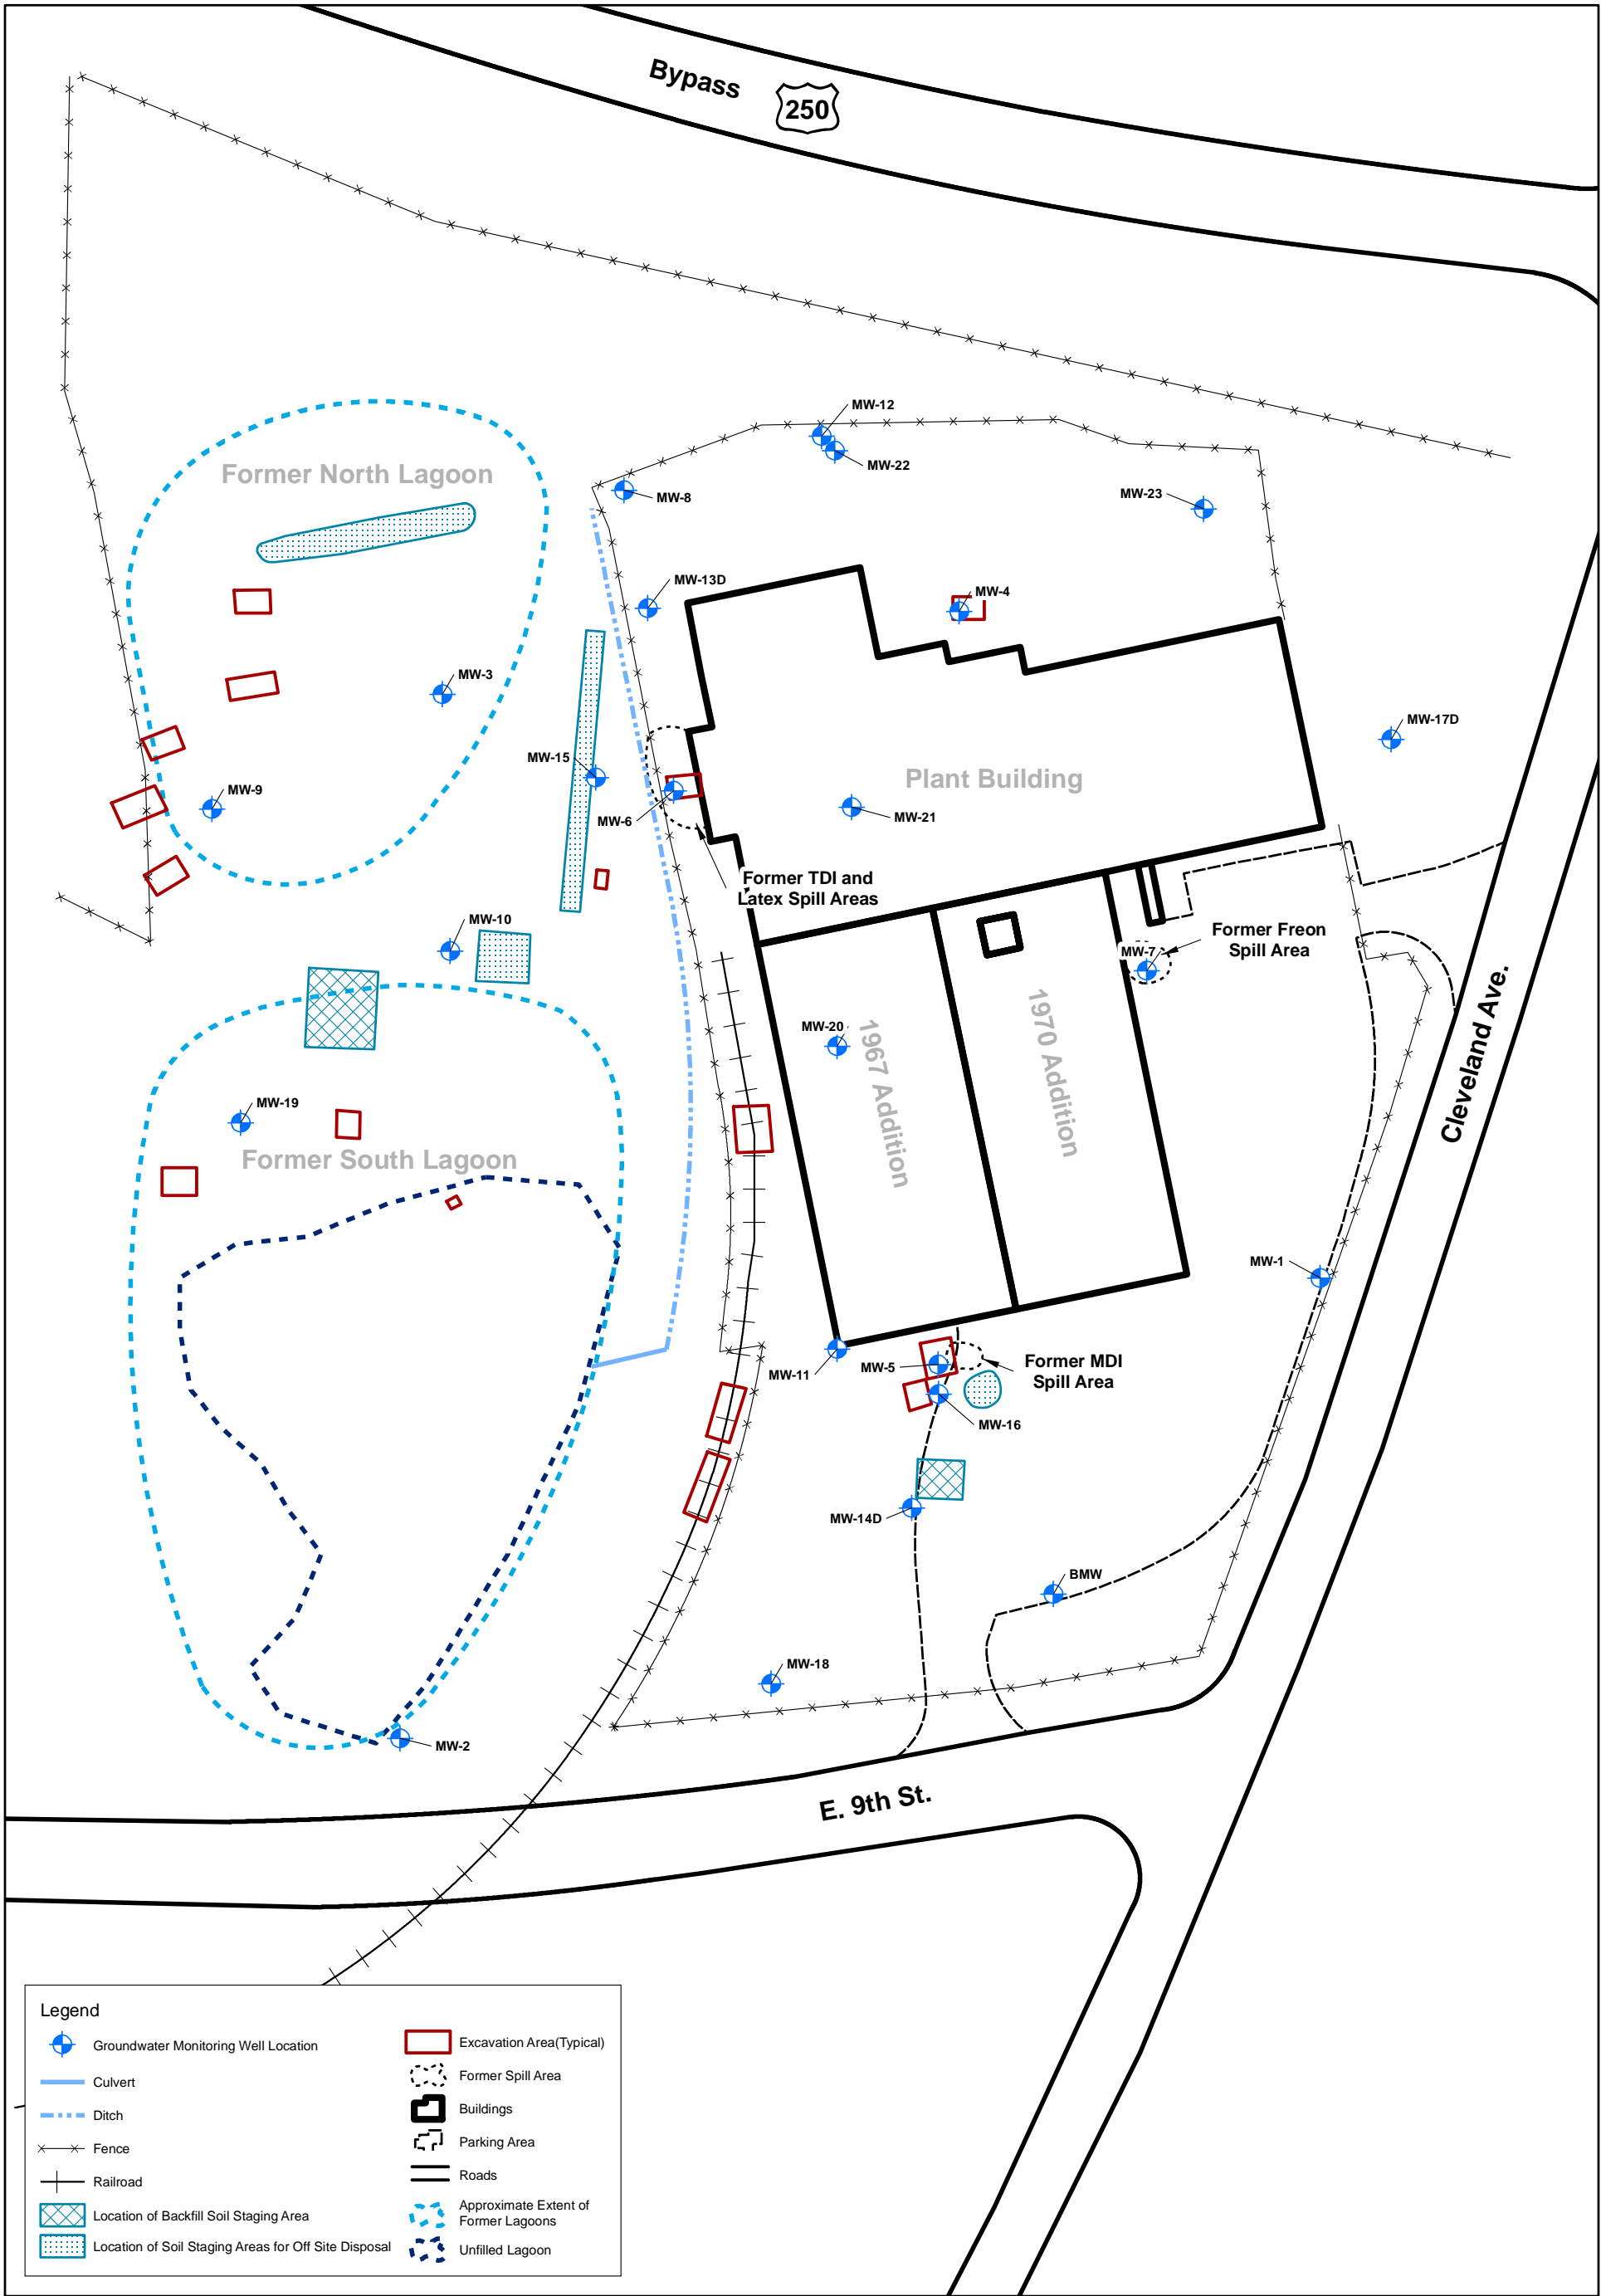 Bypass
250
MW-12
MW-22
MW-8
MW-23
Former North Lagoon
MW-13D
MW-4
MW-3
MW-17D
MW-15
Plant Building
MW-9
MW-6
MW-21
Former TDI and
Latex Spill Areas
MW-10
Former Freon
Spill Area
MW-7
MW-20
1967 Addition
1970 Addition
Cleveland Ave.
MW-19
Former South Lagoon
MW-1
MW-11
MW-5
Former MDI
Spill Area
MW-16
MW-14D
BMW
MW-18
MW-2
E. 9th St.
Legend
Groundwater Monitoring Well Location
Culvert
Ditch
Fence
Railroad
Location of Backfill Soil Staging Area
Location of Soil Staging Areas for Off Site Disposal
Excavation Area(Typical)
Former Spill Area
Buildings
Parking Area
Roads
Approximate Extent of
Former Lagoons
Unfilled Lagoon